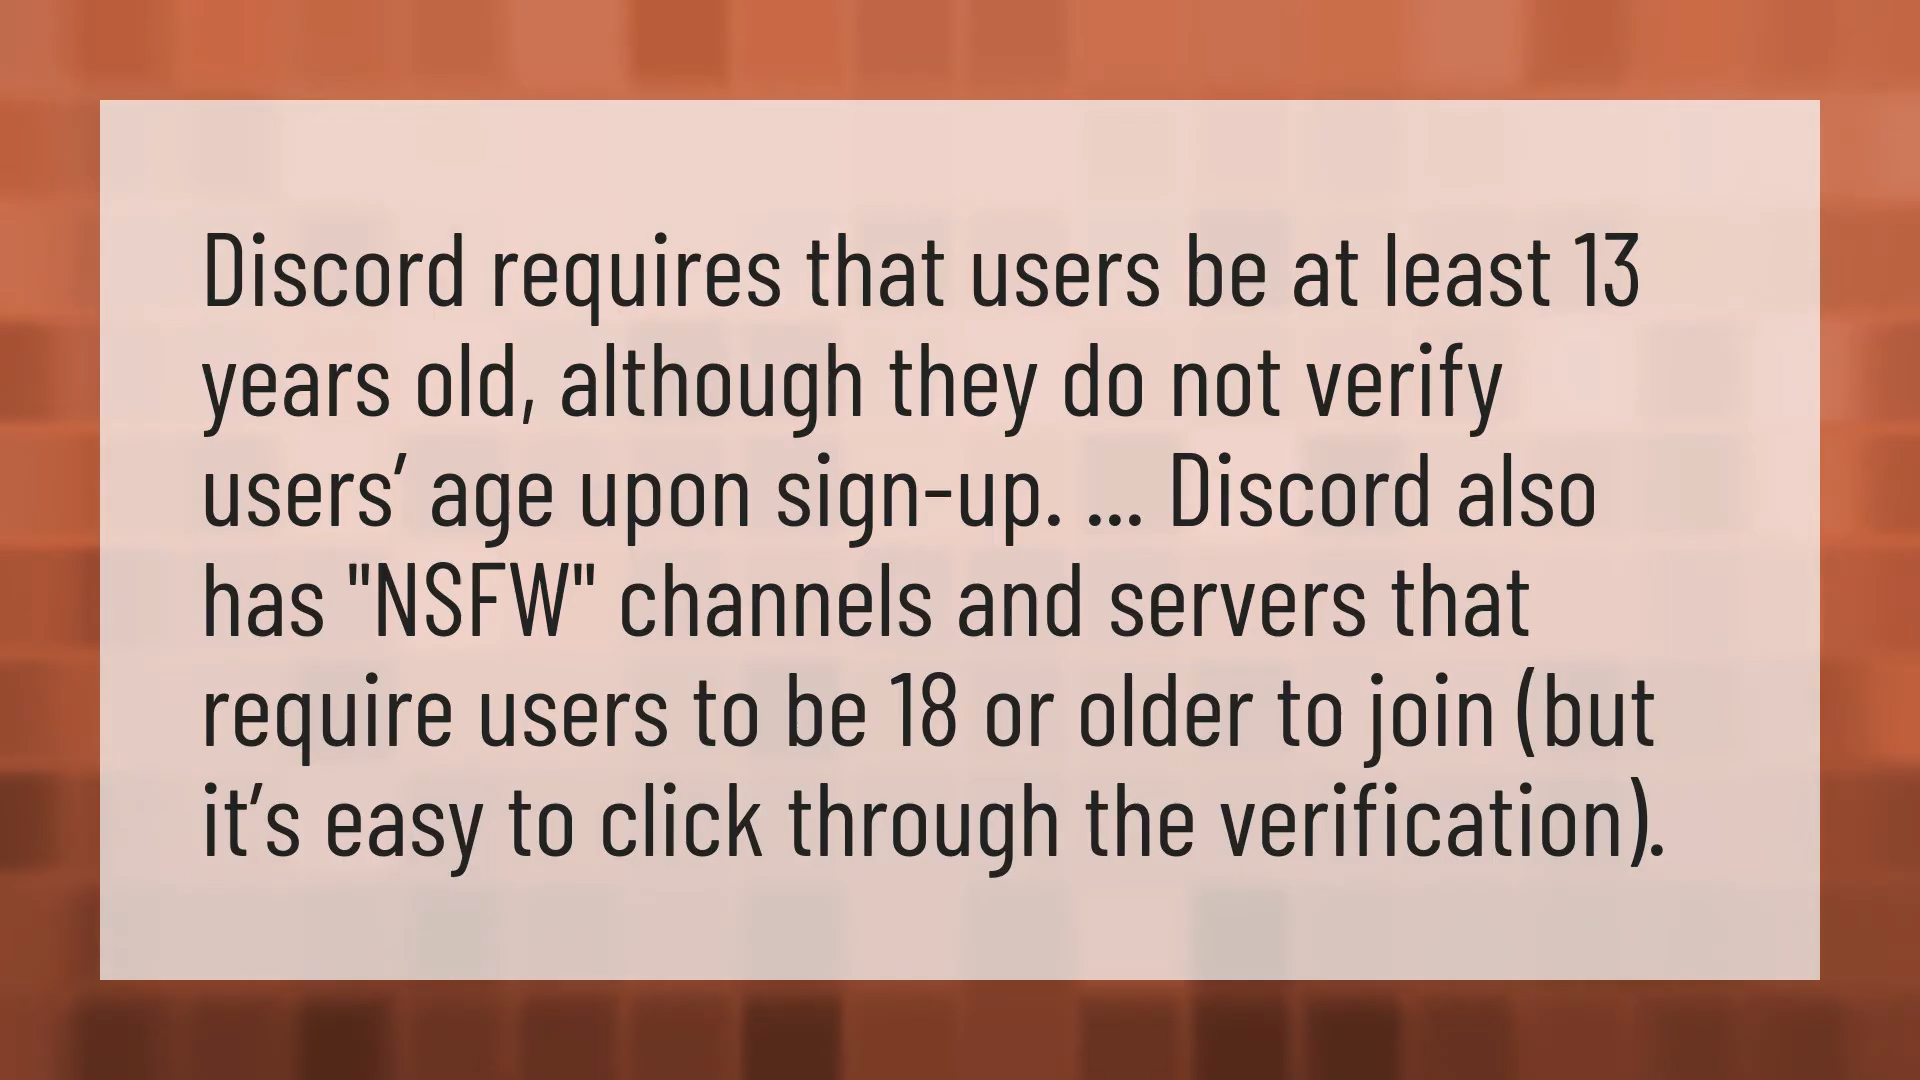 Discord requires that users be at least 13
years old, although they do not verify
users’ age upon sign-up. ... Discord also
has "NSFW" channels and servers that
require users to be 18 or older to join (but
it’s easy to click through the verification).